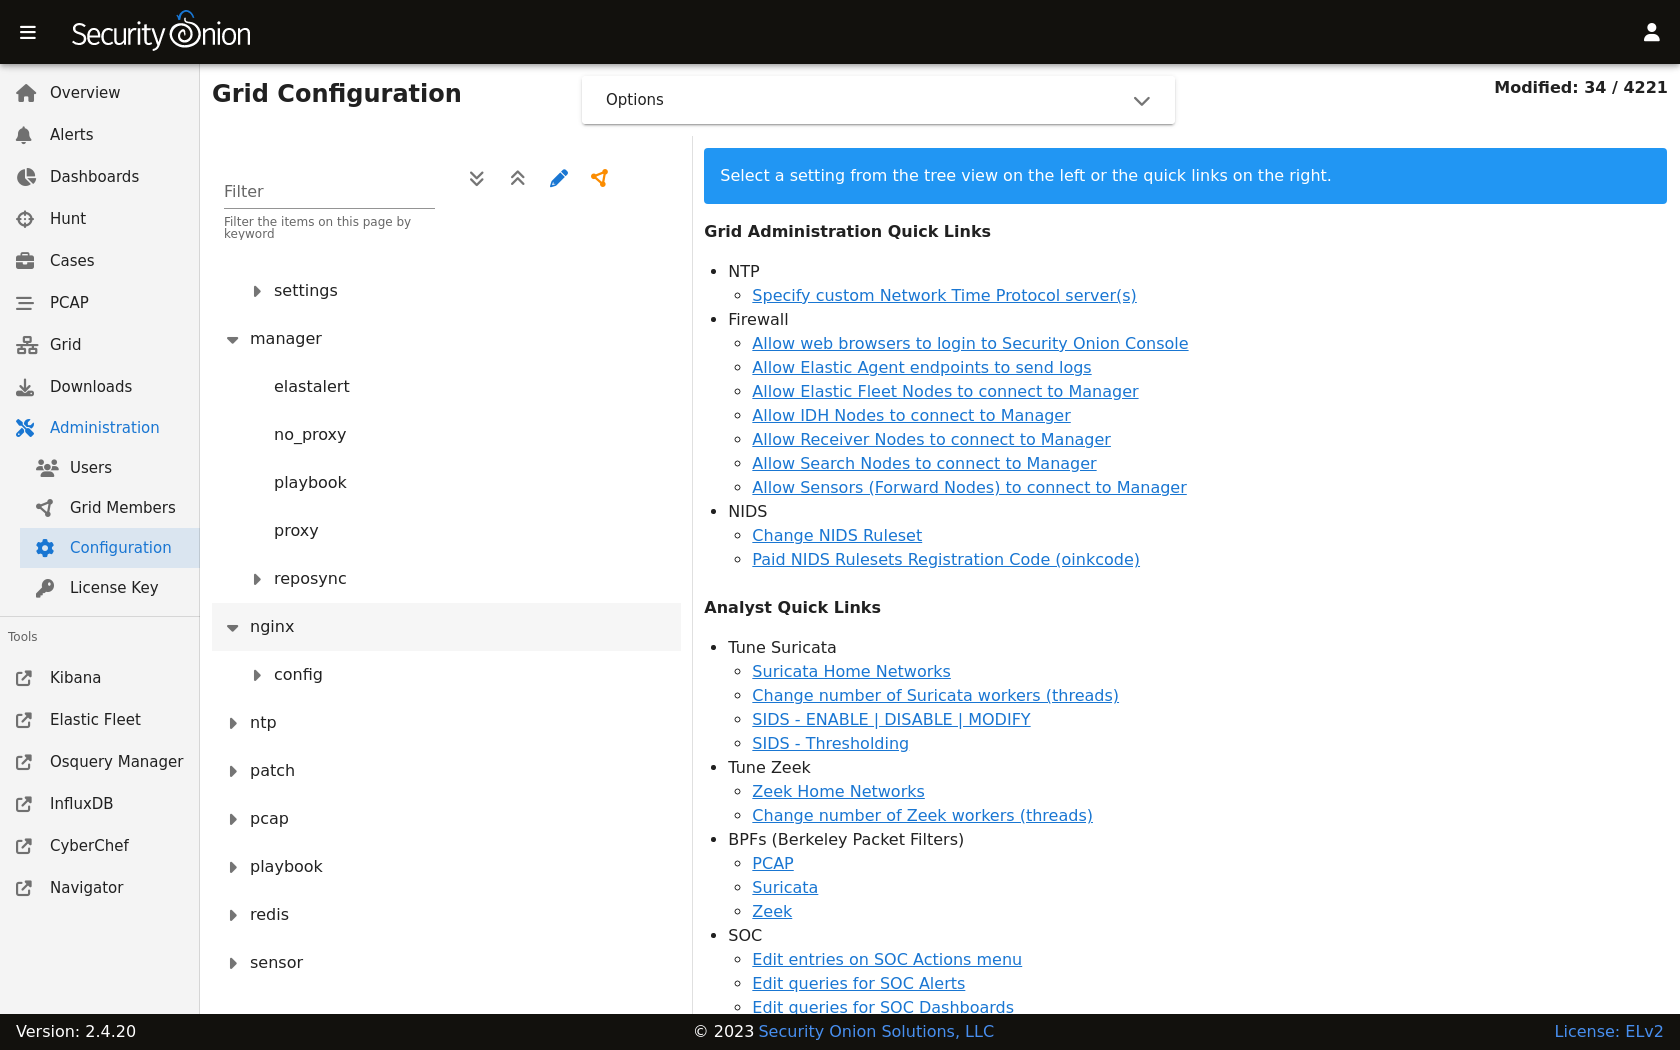 Security Onion
Overview
Alerts
Dashboards
Hunt
Cases
PCAP
Grid
Downloads
Administration
Users
Grid Members
Configuration
License Key
Tools
Kibana
Elastic Fleet
Osquery Manager
InfluxDB
CyberChef
Navigator
Grid Configuration
Options
Modified: 34 / 4221
Filter
Filter the items on this page by
keyword
settings
manager
elastalert
no_proxy
playbook
proxy
reposync
nginx
config
ntp
patch
pcap
playbook
redis
sensor
Select a setting from the tree view on the left or the quick links on the right.
Grid Administration Quick Links
NTP
Specify custom Network Time Protocol server(s)
Firewall
Allow web browsers to login to Security Onion Console
Allow Elastic Agent endpoints to send logs
Allow Elastic Fleet Nodes to connect to Manager
Allow IDH Nodes to connect to Manager
Allow Receiver Nodes to connect to Manager
Allow Search Nodes to connect to Manager
Allow Sensors (Forward Nodes) to connect to Manager
NIDS
Change NIDS Ruleset
Paid NIDS Rulesets Registration Code (oinkcode)
Analyst Quick Links
Tune Suricata
Suricata Home Networks
Change number of Suricata workers (threads)
SIDS - ENABLE | DISABLE | MODIFY
SIDS - Thresholding
Tune Zeek
Zeek Home Networks
Change number of Zeek workers (threads)
BPFs (Berkeley Packet Filters)
PCAP
Suricata
Zeek
SOC
Edit entries on SOC Actions menu
Edit queries for SOC Alerts
Edit queries for SOC Dashboards
Version: 2.4.20
© 2023 Security Onion Solutions, LLC
License: ELv2